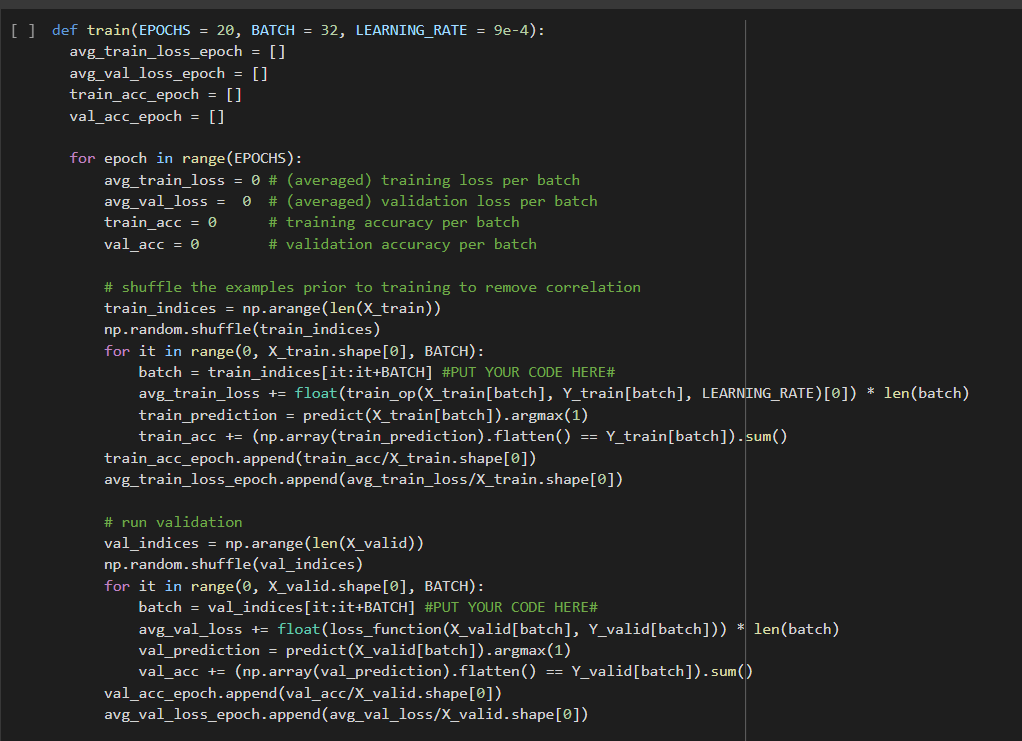 [ ] def train(EPOCHS = 20, BATCH = 32, LEARNING_RATE = 9e-4):
avg_train_loss_epoch = []
avg_val_loss_epoch = []
train_acc_epoch = []
val_acc_epoch = []
for epoch in range(EPOCHS):
avg_train_loss = 0 # (averaged) training loss per batch
avg_val_loss =  0  # (averaged) validation loss per batch
train_acc = 0      # training accuracy per batch
val_acc = 0        # validation accuracy per batch
# shuffle the examples prior to training to remove correlation
train_indices = np.arange(len(X_train))
np.random.shuffle(train_indices)
for it in range(0, X_train.shape[0], BATCH):
batch = train_indices[it:it+BATCH] #PUT YOUR CODE HERE#
avg_train_loss += float(train_op(X_train[batch], Y_train[batch], LEARNING_RATE)[0]) * len(batch)
train_prediction = predict(X_train[batch]).argmax(1)
train_acc += (np.array(train_prediction).flatten() == Y_train[batch]).sum()
train_acc_epoch.append(train_acc/X_train.shape[0])
avg_train_loss_epoch.append(avg_train_loss/X_train.shape[0])
# run validation
val_indices = np.arange(len(X_valid))
np.random.shuffle(val_indices)
for it in range(0, X_valid.shape[0], BATCH):
batch = val_indices[it:it+BATCH] #PUT YOUR CODE HERE#
avg_val_loss += float(loss_function(X_valid[batch], Y_valid[batch])) * len(batch)
val_prediction = predict(X_valid[batch]).argmax(1)
val_acc += (np.array(val_prediction).flatten() == Y_valid[batch]).sum()
val_acc_epoch.append(val_acc/X_valid.shape[0])
avg_val_loss_epoch.append(avg_val_loss/X_valid.shape[0])